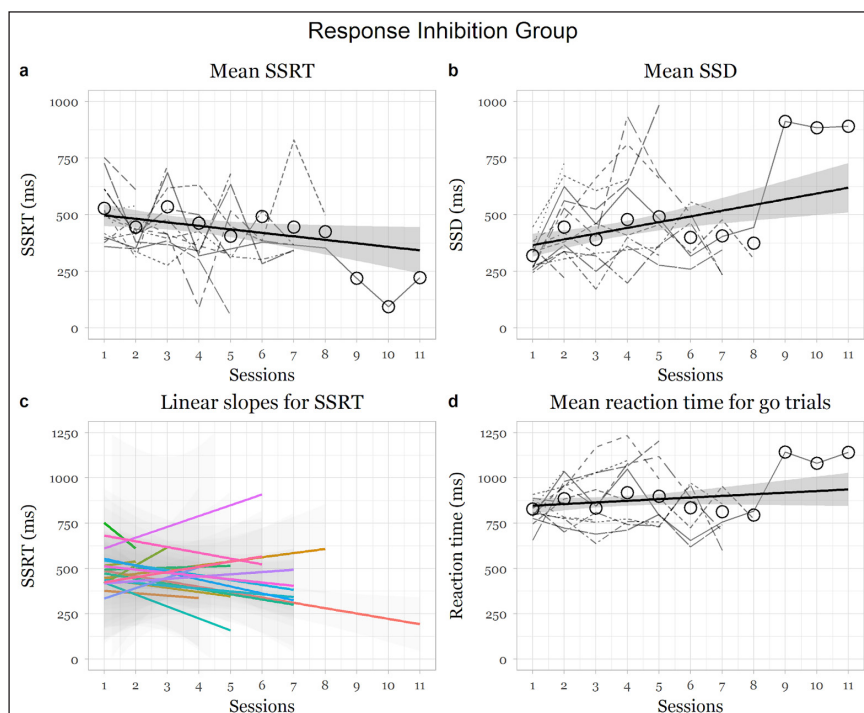 Response Inhibition Group
a
Mean SSRT
SSRT (ms)
1000
750
500
250
0
1 2 3 4 5 6 7 8 9 10 11
Sessions
b
Mean SSD
SSD (ms)
1000
750
500
250
0
1 2 3 4 5 6 7 8 9 10 11
Sessions
c
Linear slopes for SSRT
SSRT (ms)
1250
1000
750
500
250
0
1 2 3 4 5 6 7 8 9 10 11
Sessions
d
Mean reaction time for go trials
Reaction time (ms)
1250
1000
750
500
250
0
1 2 3 4 5 6 7 8 9 10 11
Sessions